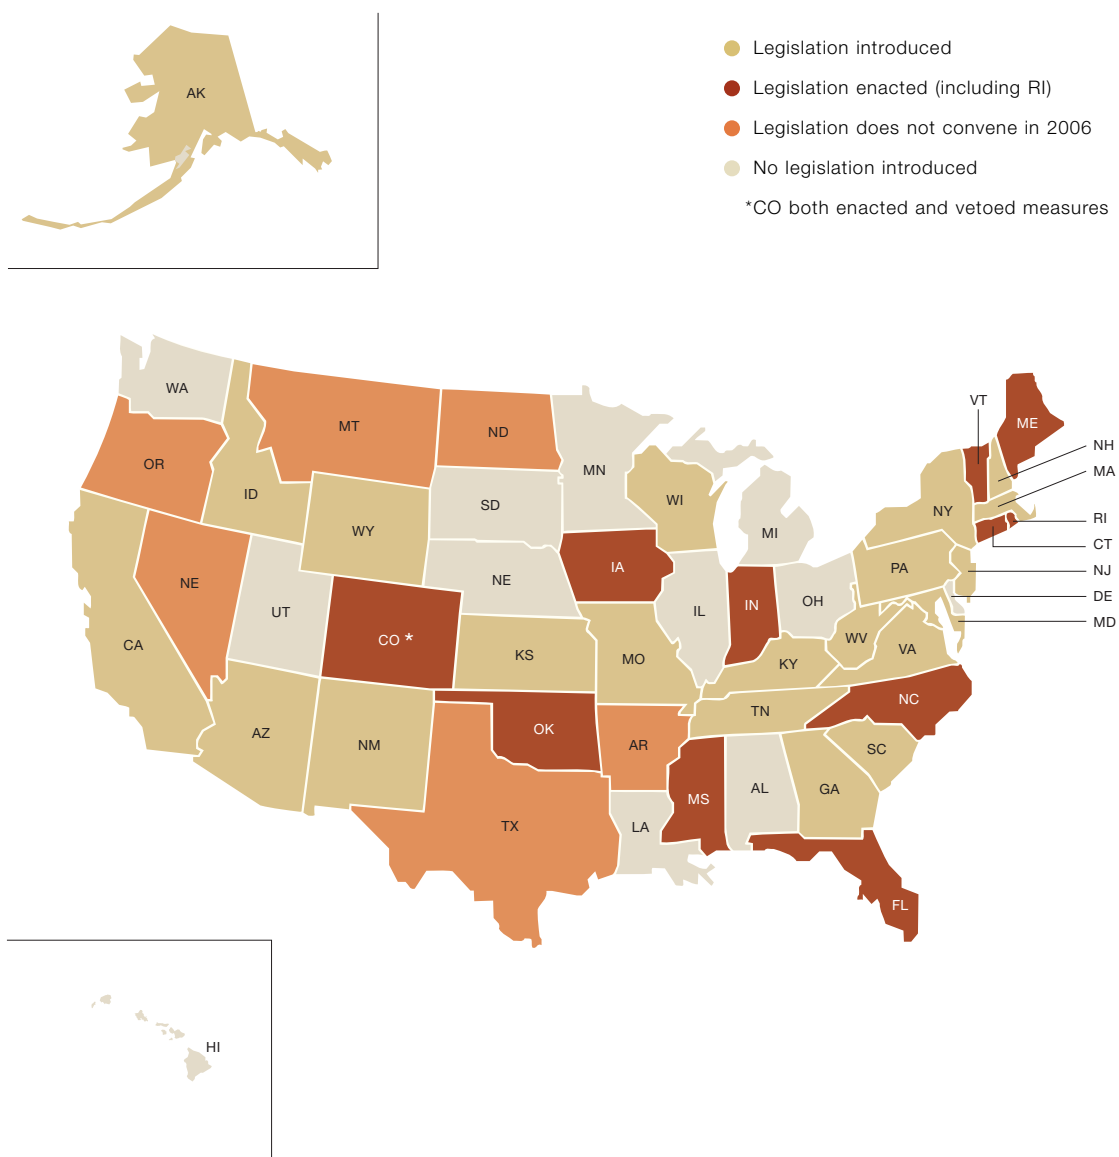 AK
Legislation introduced
Legislation enacted (including RI)
Legislation does not convene in 2006
No legislation introduced
*CO both enacted and vetoed measures
WA
MT
ND
MN
VT
ME
NH
MA
OR
ID
SD
WI
MI
NY
RI
WY
CT
NE
UT
NE
IA
IL
IN
OH
PA
NJ
DE
MD
CA
CO *
KS
MO
KY
WV
VA
AZ
NM
OK
AR
TN
NC
SC
TX
LA
MS
AL
GA
FL
HI